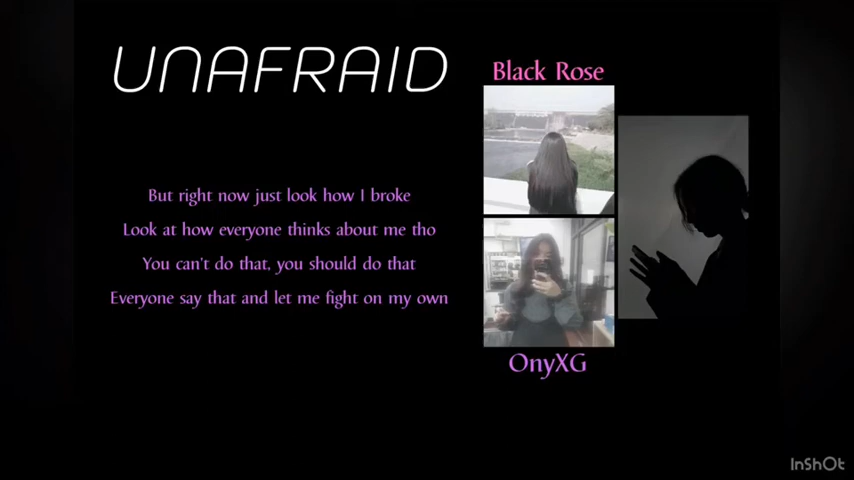 UNAFRAID
Black Rose
But right now just look how I broke
Look at how everyone thinks about me tho
You can't do that, you should do that
Everyone say that and let me fight on my own
OnyXG
InShOt